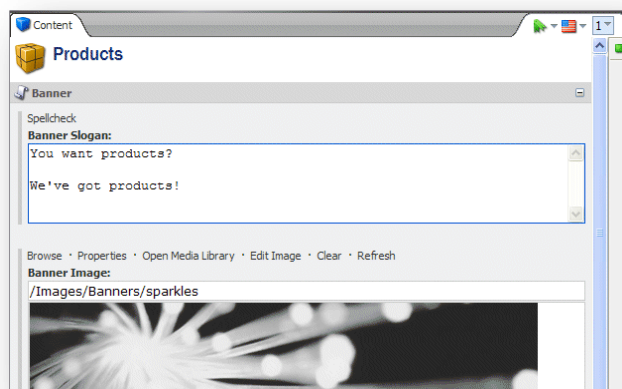 Content
1
Products
Banner
Spellcheck
Banner Slogan:
You want products?
We've got products!
Browse · Properties · Open Media Library · Edit Image · Clear · Refresh
Banner Image:
/Images/Banners/sparkles